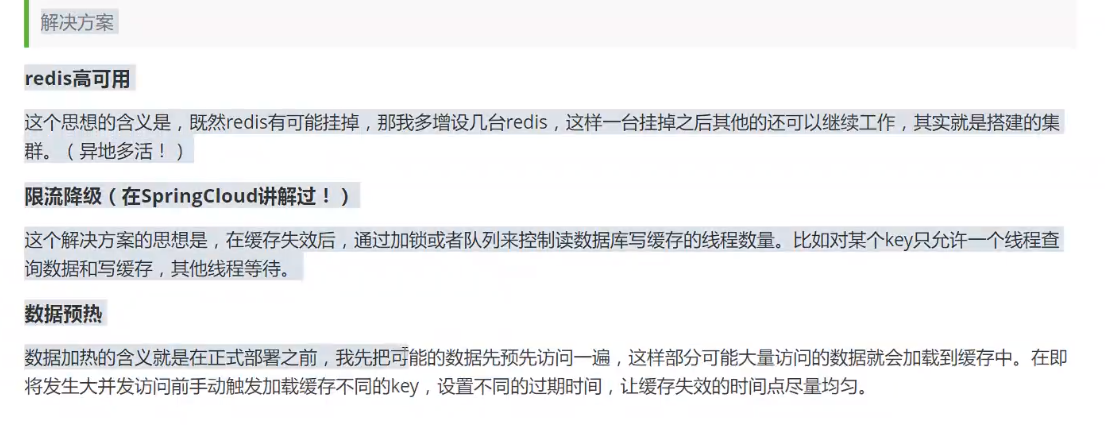 解决方案
redis高可用
这个思想的含义是，既然redis有可能挂掉，那我多增设几台redis，这样一台挂掉之后其他的还可以继续工作，其实就是搭建的集
群。（异地多活！）
限流降级（在SpringCloud讲解过！）
这个解决方案的思想是，在缓存失效后，通过加锁或者队列来控制读数据库写缓存的线程数量。比如对某个key只允许一个线程查
询数据和写缓存，其他线程等待。
数据预热
数据加热的含义就是在正式部署之前，我先把可能的数据先预先访问一遍，这样部分可能大量访问的数据就会加载到缓存中。在即
将发生大并发访问前手动触发加载缓存不同的key，设置不同的过期时间，让缓存失效的时间点尽量均匀。